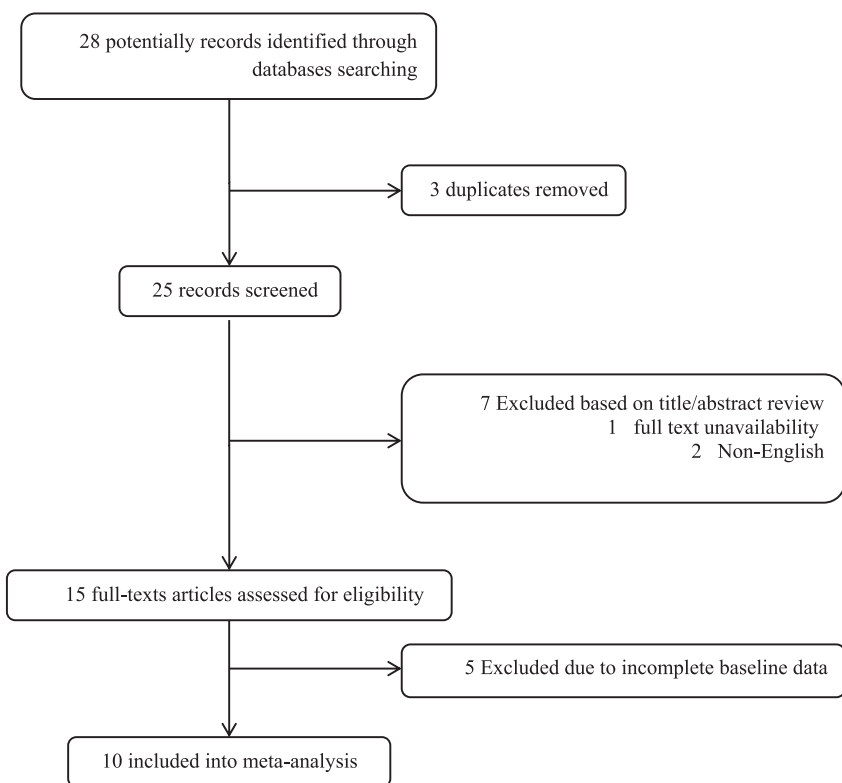 28 potentially records identified through
databases searching
3 duplicates removed
25 records screened
7 Excluded based on title/abstract review
1 full text unavailability
2 Non-English
15 full-texts articles assessed for eligibility
5 Excluded due to incomplete baseline data
10 included into meta-analysis